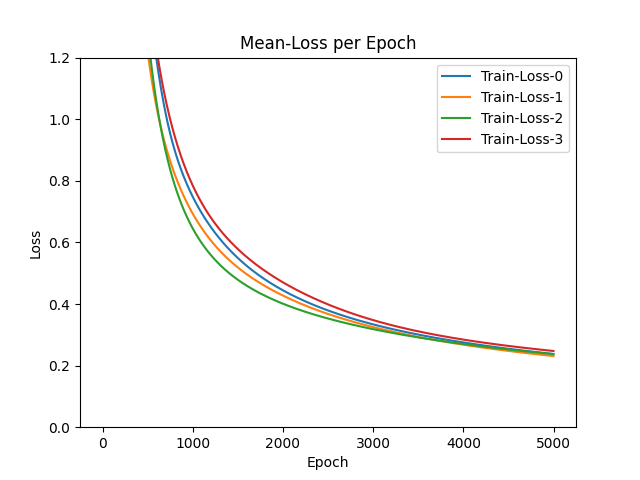 Mean-Loss per Epoch
Train-Loss-0
Train-Loss-1
Train-Loss-2
Train-Loss-3
1.2
1.0
0.8
0.6
0.4
0.2
0.0
Loss
0 1000 2000 3000 4000 5000
Epoch